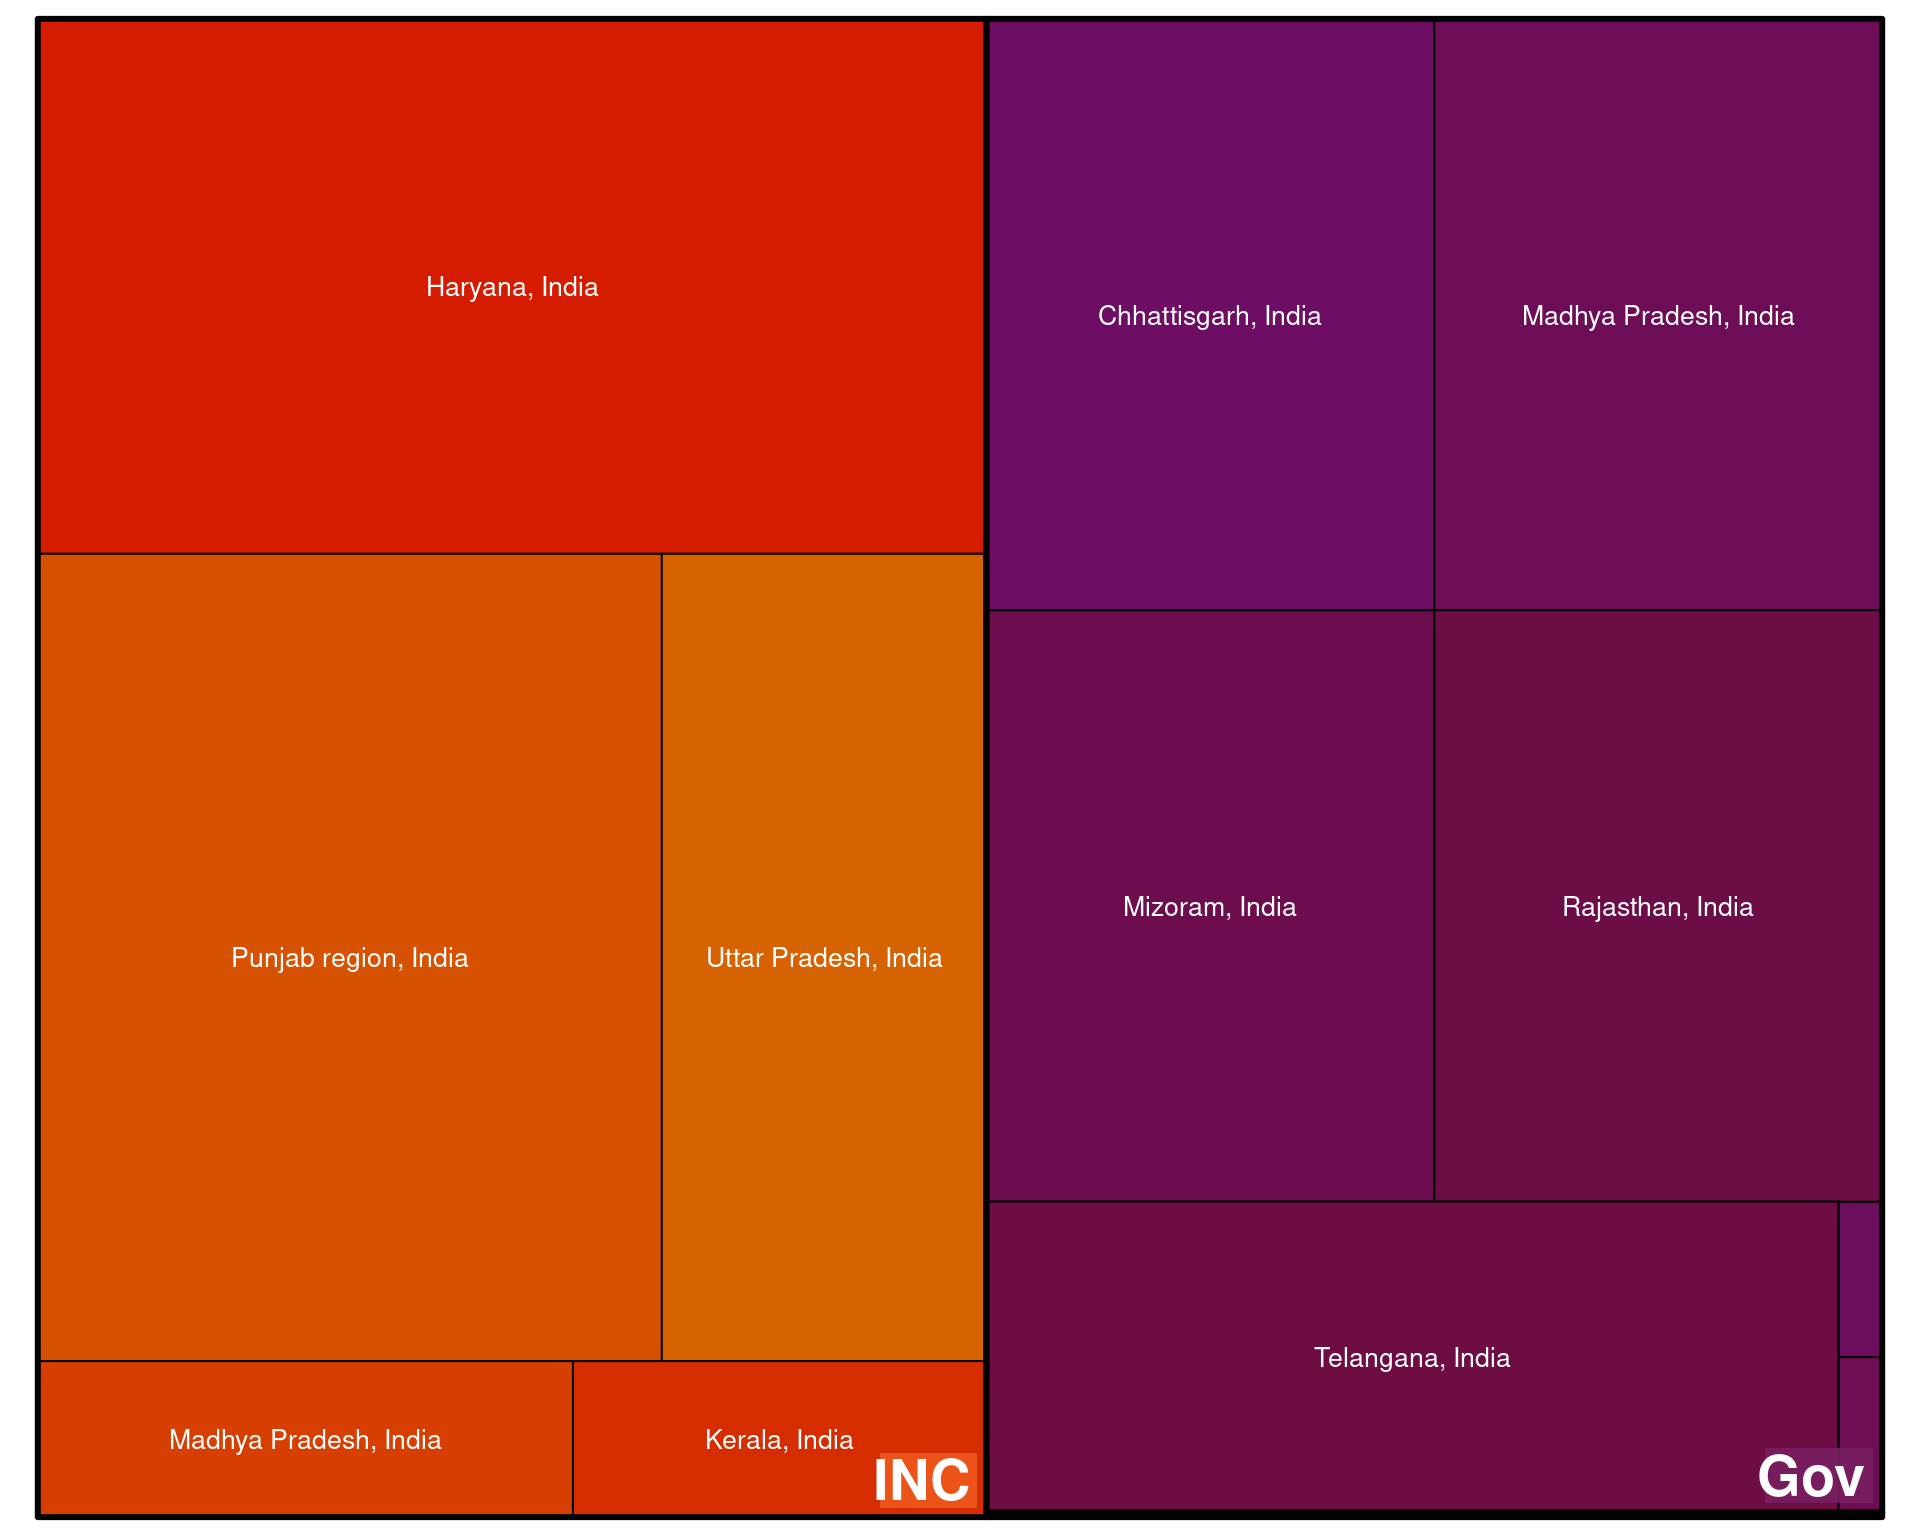 Haryana, India
Chhattisgarh, India
Madhya Pradesh, India
Punjab region, India
Uttar Pradesh, India
Mizoram, India
Rajasthan, India
Telangana, India
Madhya Pradesh, India
Kerala, India
INC
Gov